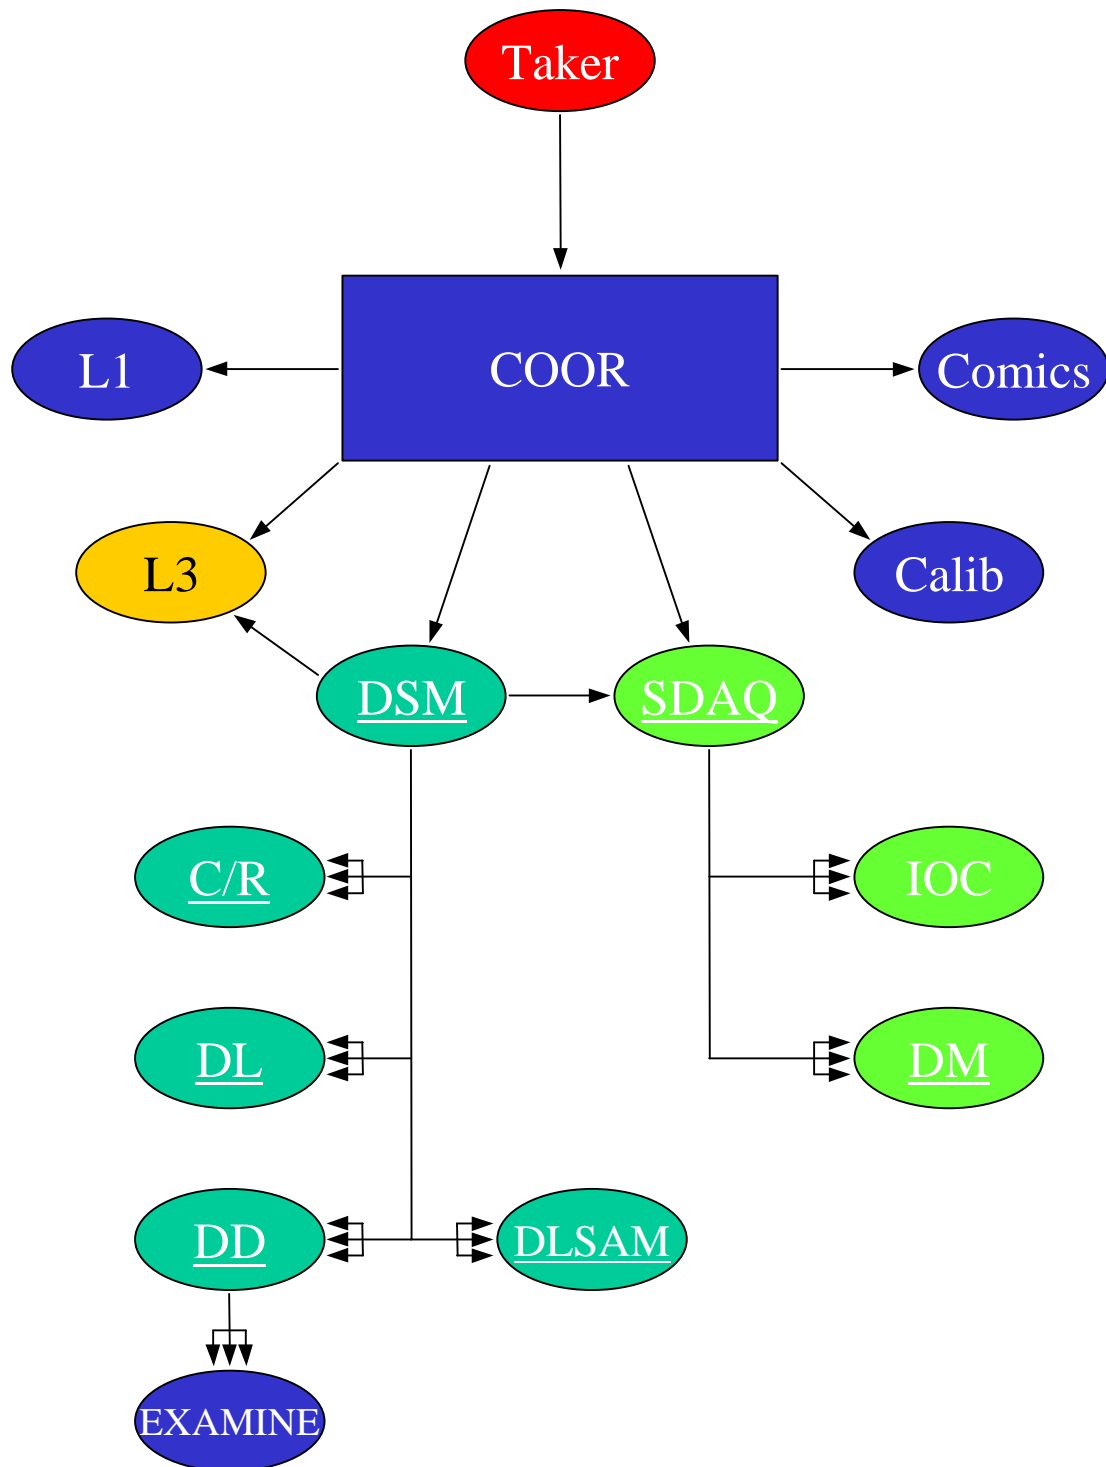 Taker
COOR
L1
Comics
L3
Calib
DSM
SDAQ
C/R
IOC
DL
DM
DD
DLSAM
EXAMINE